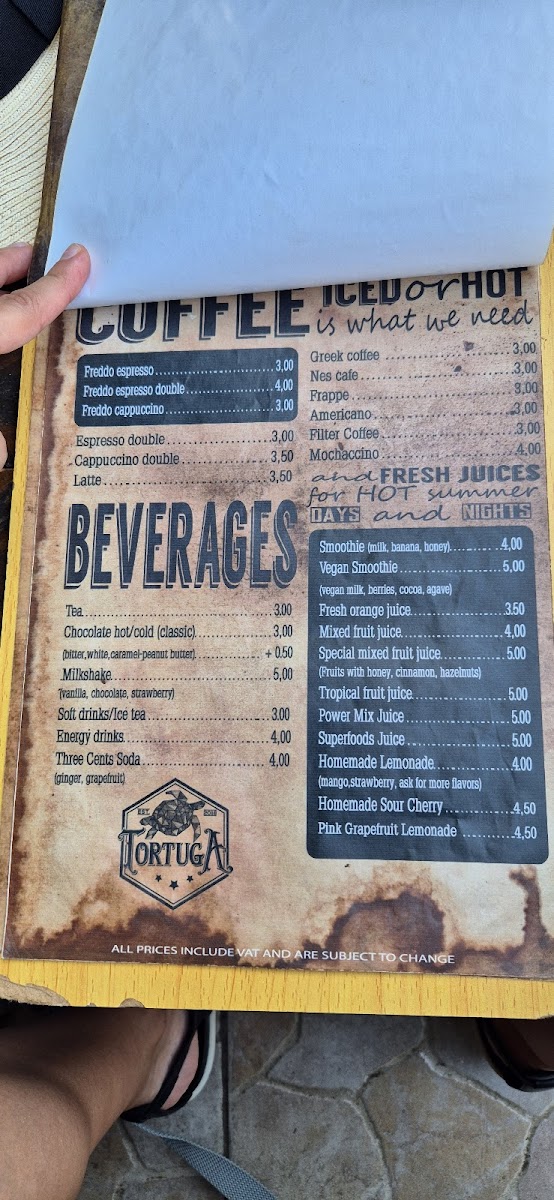 COFFEE ICED or HOT
is what we need
Freddo espresso 3,00
Freddo espresso double 4,00
Freddo cappuccino 3,00
Espresso double 3,00
Cappuccino double 3,50
Latte 3,50
Greek coffee 3,00
Nes cafe 3,00
Frappe 3,00
Americano 3,00
Filter Coffee 3,00
Mochaccino 4,00
BEVERAGES
Tea 3.00
Chocolate hot/cold (classic) 3,00
(bitter,white,caramel-peanut butter) + 0.50
Milkshake 5,00
(vanilla, chocolate, strawberry)
Soft drinks/Ice tea 3.00
Energy drinks 4,00
Three Cents Soda 4,00
(ginger, grapefruit)
and FRESH JUICES
for HOT summer
DAYS and NIGHTS
Smoothie (milk, banana, honey) 4,00
Vegan Smoothie 5,00
(vegan milk, berries, cocoa, agave)
Fresh orange juice 3.50
Mixed fruit juice 4,00
Special mixed fruit juice 5.00
(Fruits with honey, cinnamon, hazelnuts)
Tropical fruit juice 5.00
Power Mix Juice 5.00
Superfoods Juice 5.00
Homemade Lemonade 4.00
(mango,strawberry, ask for more flavors)
Homemade Sour Cherry 4,50
Pink Grapefruit Lemonade 4,50
EST.
TORTUGA
ALL PRICES INCLUDE VAT AND ARE SUBJECT TO CHANGE